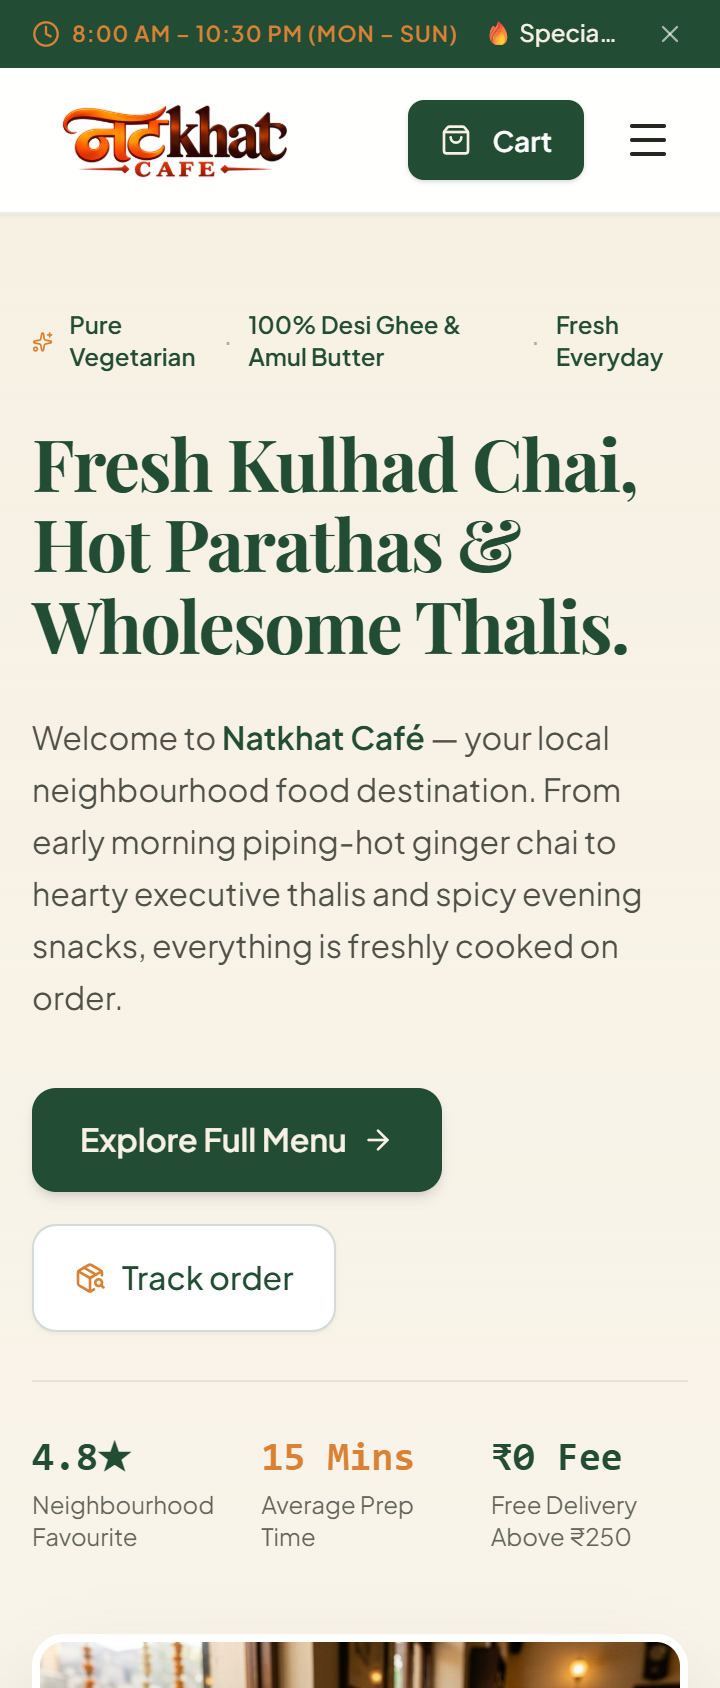 8:00 AM – 10:30 PM (MON – SUN) 🔥 Specia...
नटkhat
CAFE
Cart
Pure Vegetarian · 100% Desi Ghee & Amul Butter · Fresh Everyday
Fresh Kulhad Chai,
Hot Parathas &
Wholesome Thalis.
Welcome to Natkhat Café — your local
neighbourhood food destination. From
early morning piping-hot ginger chai to
hearty executive thalis and spicy evening
snacks, everything is freshly cooked on
order.
Explore Full Menu →
Track order
4.8★
Neighbourhood
Favourite
15 Mins
Average Prep
Time
₹0 Fee
Free Delivery
Above ₹250